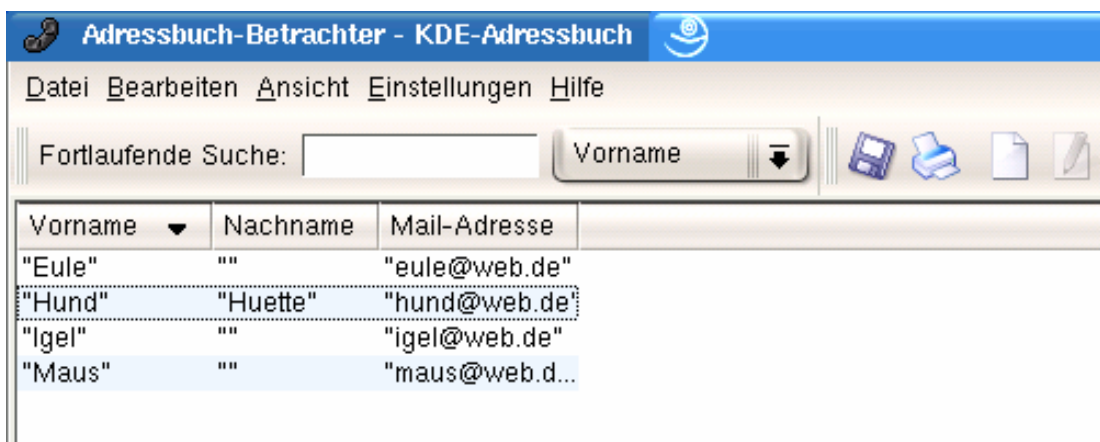 Adressbuch-Betrachter - KDE-Adressbuch
Datei Bearbeiten Ansicht Einstellungen Hilfe
Fortlaufende Suche: Vorname
Vorname Nachname Mail-Adresse
"Eule" "" "eule@web.de"
"Hund" "Huette" "hund@web.de"
"Igel" "" "igel@web.de"
"Maus" "" "maus@web.d...